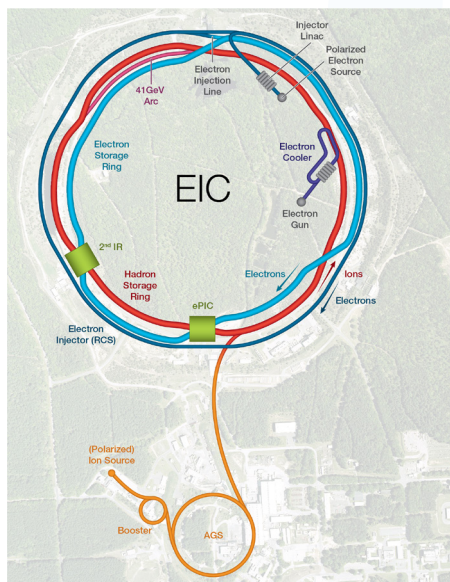 Injector
Linac
Polarized
Electron
Source
Electron
Injection
Line
41GeV
Arc
Electron
Storage
Ring
Electron
Cooler
EIC
Electron
Gun
2nd IR
Hadron
Storage
Ring
Electrons
Ions
Electrons
ePIC
Electron
Injector (RCS)
(Polarized)
Ion Source
Booster
AGS